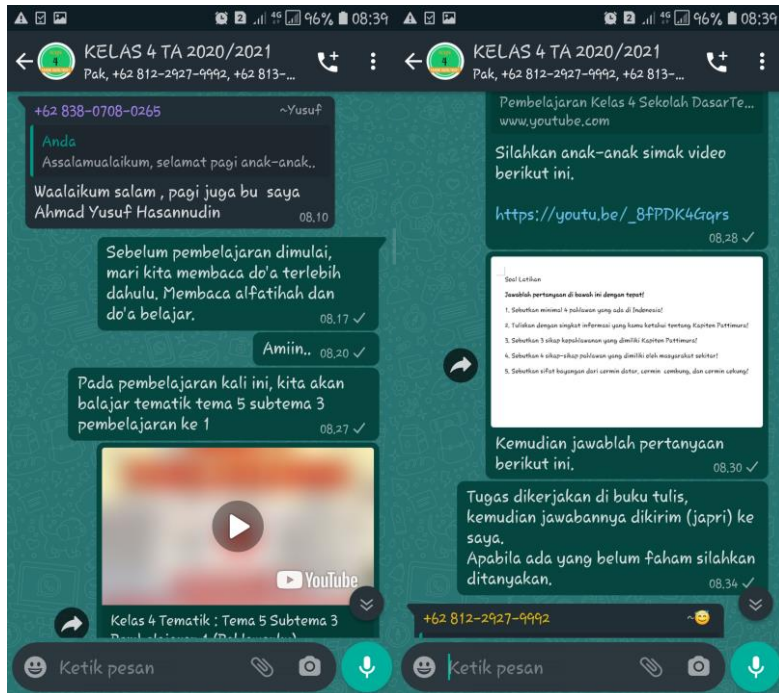 96% 08:39
KELAS 4 TA 2020/2021
Pak, +62 812-2927-9992, +62 813-...
+62 838-0708-0265 ~Yusuf
Anda
Assalamualaikum, selamat pagi anak-anak..
Waalaikum salam , pagi juga bu saya
Ahmad Yusuf Hasannudin
08.10
Sebelum pembelajaran dimulai,
mari kita membaca do'a terlebih
dahulu. Membaca alfatihah dan
do'a belajar.
08.17
Amiin.. 08.20
Pada pembelajaran kali ini, kita akan
balajar tematik tema 5 subtema 3
pembelajaran ke 1
08.27
YouTube
Kelas 4 Tematik : Tema 5 Subtema 3
Ketik pesan
4G 96% 08:39
KELAS 4 TA 2020/2021
Pak, +62 812-2927-9992, +62 813-...
Pembelajaran Kelas 4 Sekolah DasarTe...
www.youtube.com
Silahkan anak-anak simak video
berikut ini.
https://youtu.be/_8fPDK4Gqrs
08.28
Soal Latihan
Jawablah pertanyaan di bawah ini dengan tepat!
1. Sebutkan minimal 4 pahlawan yang ada di Indonesia!
2. Tuliskan dengan singkat informasi yang kamu ketahui tentang Kapiten Pattimura!
3. Sebutkan 3 sikap kepahlawanan yang dimiliki Kapiten Pattimura!
4. Sebutkan 4 sikap-sikap pahlawan yang dimiliki oleh masyarakat sekitar!
5. Sebutkan sifat bayangan dari cermin datar, cermin cembung, dan cermin cekung!
Kemudian jawablah pertanyaan
berikut ini.
08.30
Tugas dikerjakan di buku tulis,
kemudian jawabannya dikirim (japri) ke
saya.
Apabila ada yang belum faham silahkan
ditanyakan.
08.34
+62 812-2927-9992 ~😅
Ketik pesan